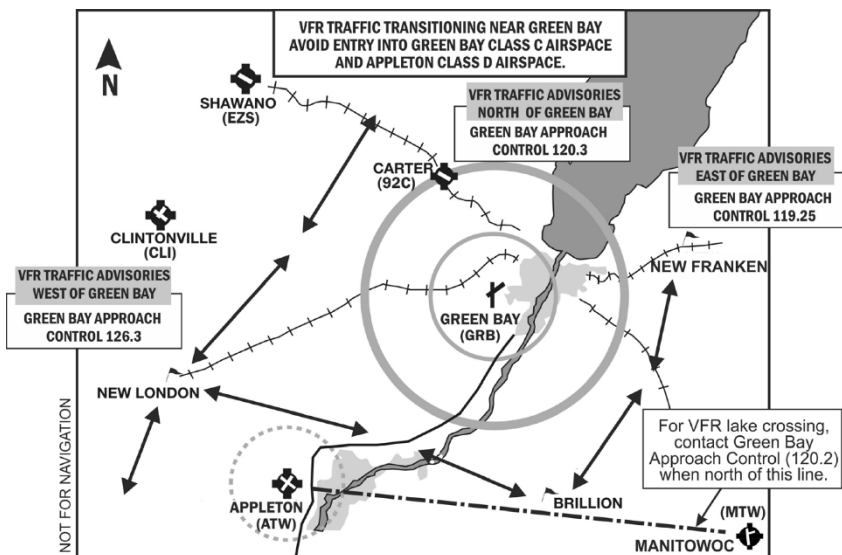 VFR TRAFFIC TRANSITIONING NEAR GREEN BAY
AVOID ENTRY INTO GREEN BAY CLASS C AIRSPACE
AND APPLETON CLASS D AIRSPACE.
N
SHAWANO
(EZS)
VFR TRAFFIC ADVISORIES
NORTH OF GREEN BAY
GREEN BAY APPROACH
CONTROL 120.3
CARTER
(92C)
VFR TRAFFIC ADVISORIES
EAST OF GREEN BAY
GREEN BAY APPROACH
CONTROL 119.25
CLINTONVILLE
(CLI)
NEW FRANKEN
VFR TRAFFIC ADVISORIES
WEST OF GREEN BAY
GREEN BAY APPROACH
CONTROL 126.3
GREEN BAY
(GRB)
NEW LONDON
For VFR lake crossing,
contact Green Bay
Approach Control (120.2)
when north of this line.
APPLETON
(ATW)
BRILLION
(MTW)
MANITOWOC
NOT FOR NAVIGATION